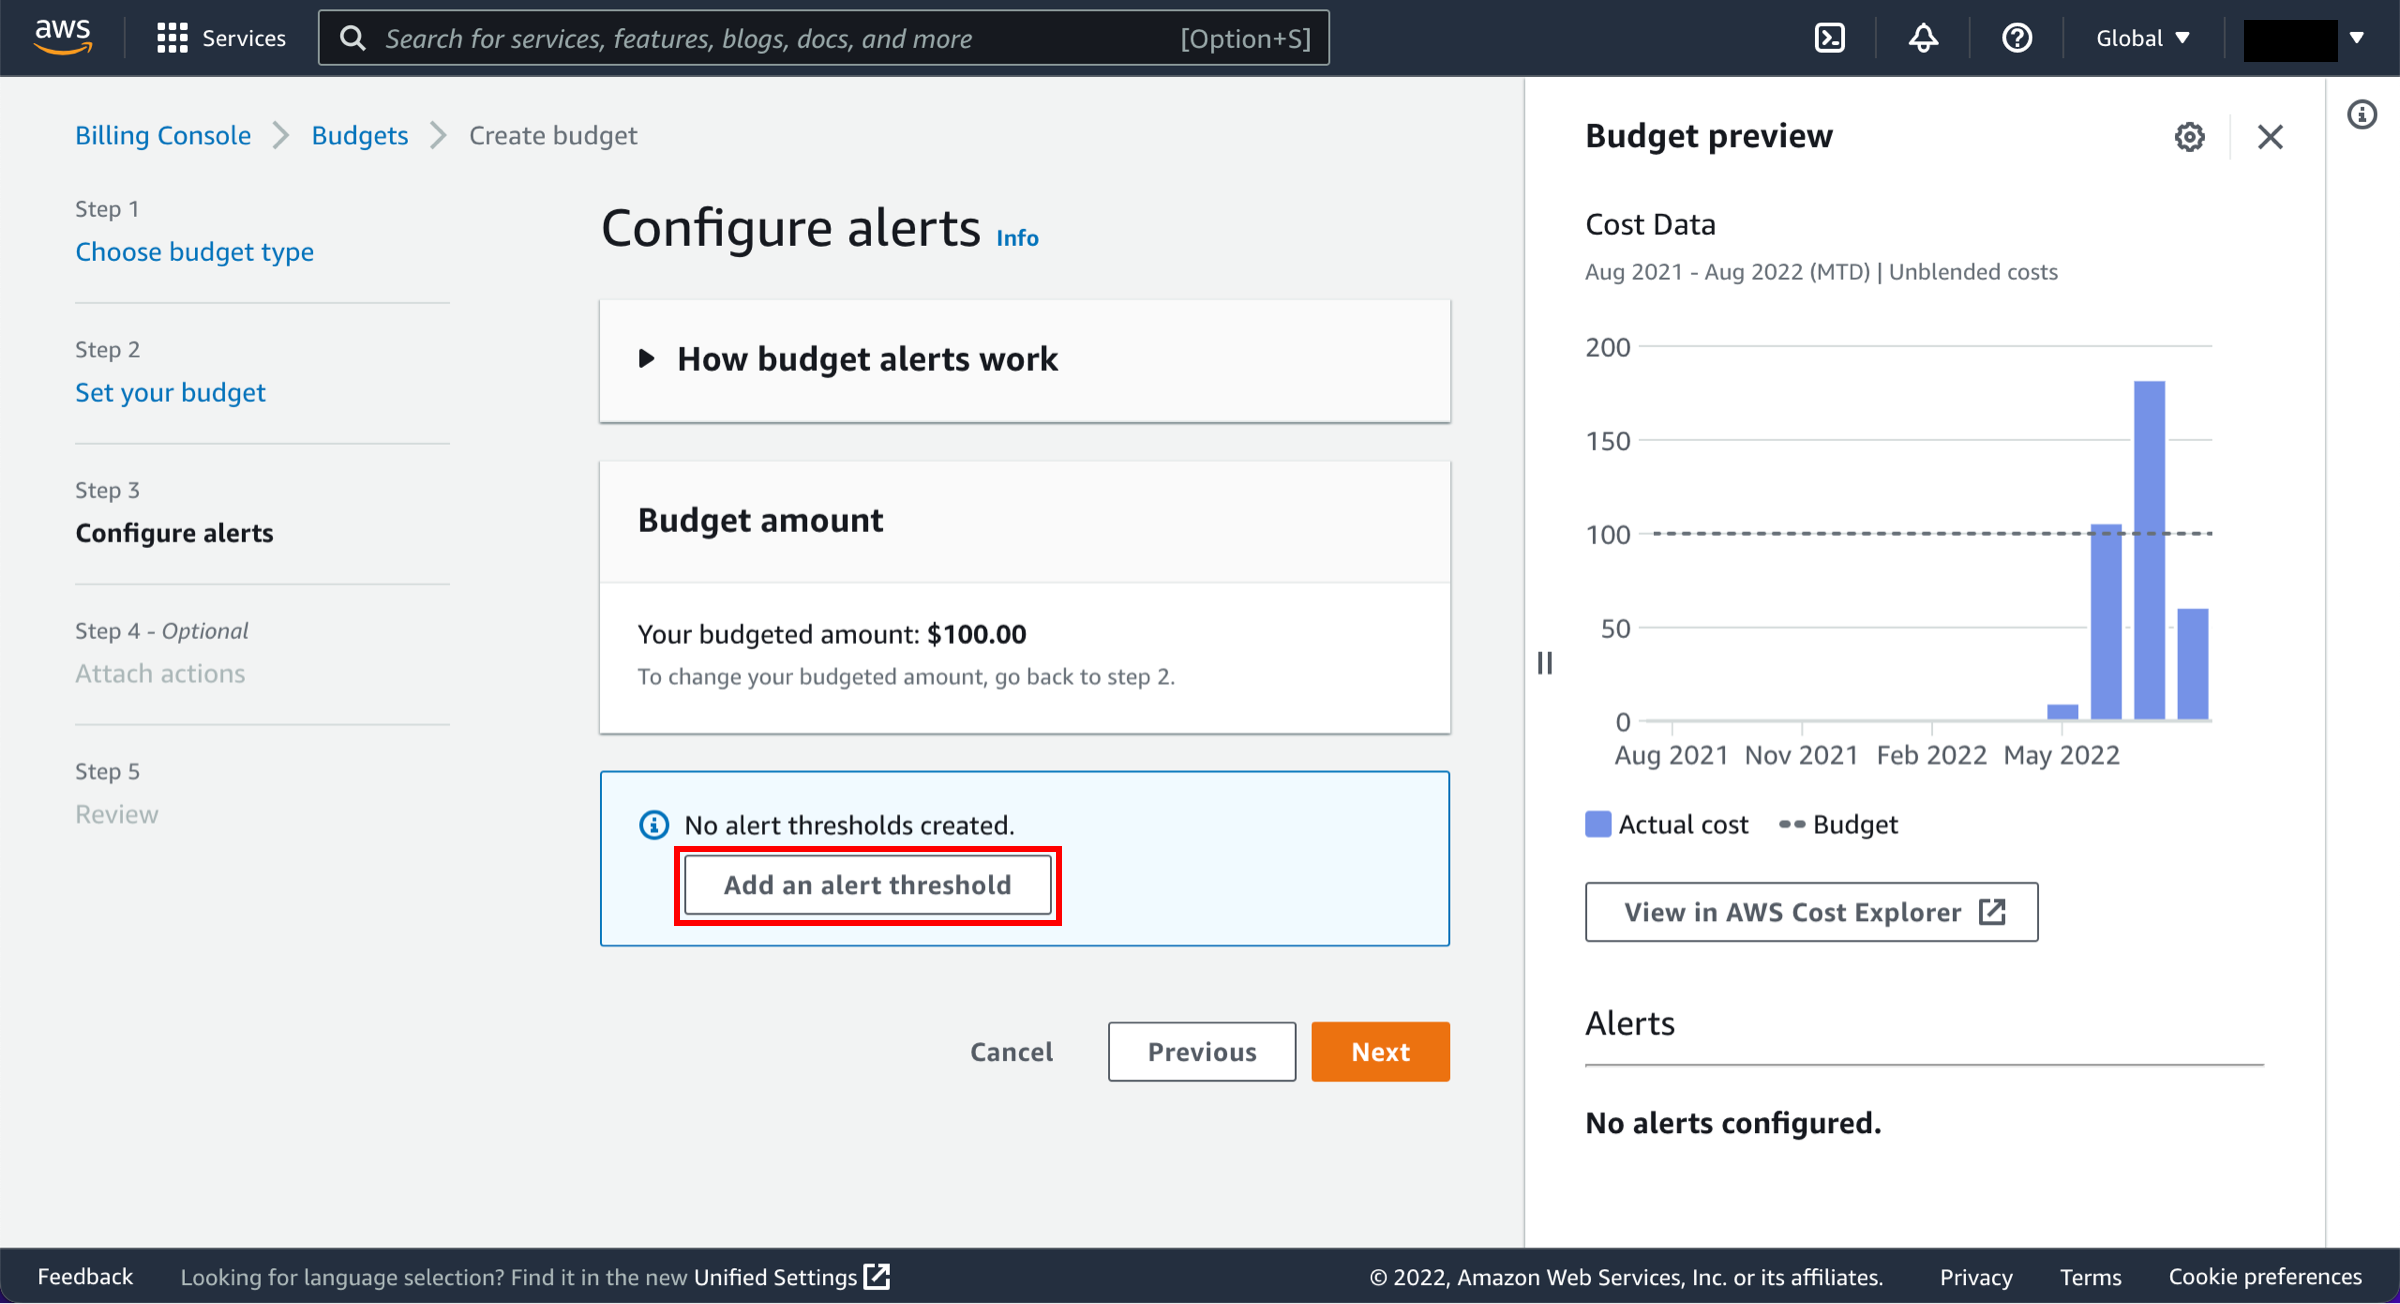 aws
Services
Search for services, features, blogs, docs, and more
[Option+S]
Global
Billing Console
Budgets
Create budget
Step 1
Choose budget type
Step 2
Set your budget
Step 3
Configure alerts
Step 4 - Optional
Attach actions
Step 5
Review
Configure alerts Info
How budget alerts work
Budget amount
Your budgeted amount: $100.00
To change your budgeted amount, go back to step 2.
No alert thresholds created.
Add an alert threshold
Cancel
Previous
Next
Budget preview
Cost Data
Aug 2021 - Aug 2022 (MTD) | Unblended costs
200
150
100
50
0
Aug 2021 Nov 2021 Feb 2022 May 2022
Actual cost
Budget
View in AWS Cost Explorer
Alerts
No alerts configured.
Feedback
Looking for language selection? Find it in the new Unified Settings
© 2022, Amazon Web Services, Inc. or its affiliates.
Privacy
Terms
Cookie preferences